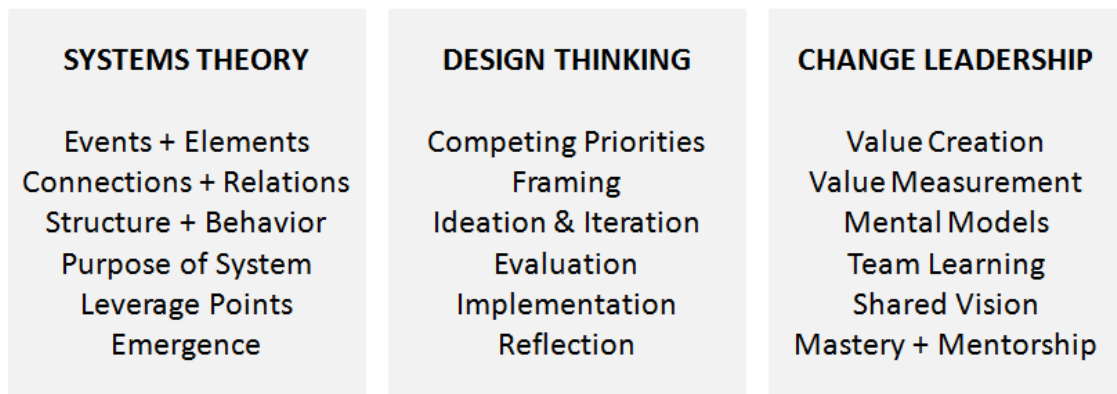 SYSTEMS THEORY
Events + Elements
Connections + Relations
Structure + Behavior
Purpose of System
Leverage Points
Emergence
DESIGN THINKING
Competing Priorities
Framing
Ideation & Iteration
Evaluation
Implementation
Reflection
CHANGE LEADERSHIP
Value Creation
Value Measurement
Mental Models
Team Learning
Shared Vision
Mastery + Mentorship